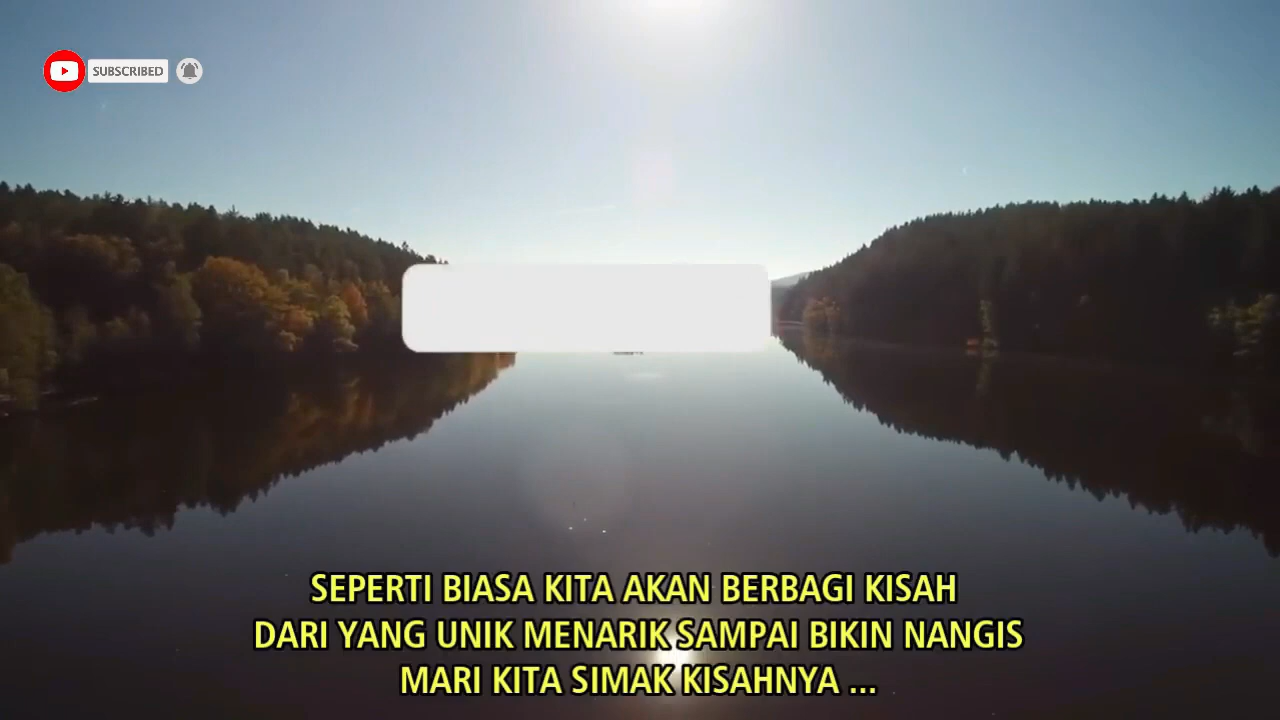 SUBSCRIBED
SEPERTI BIASA KITA AKAN BERBAGI KISAH
DARI YANG UNIK MENARIK SAMPAI BIKIN NANGIS
MARI KITA SIMAK KISAHNYA ...